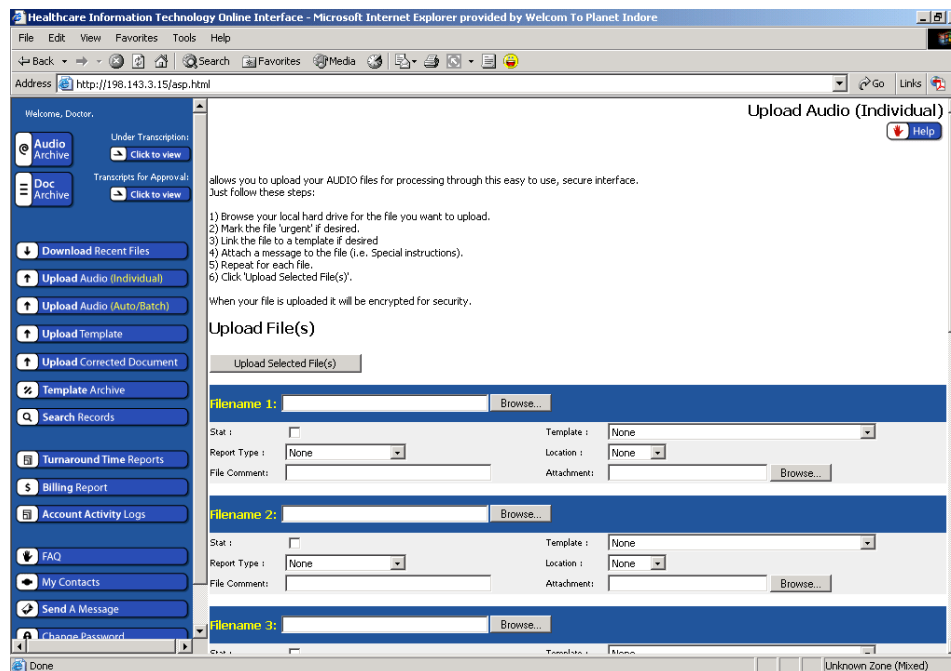 Healthcare Information Technology Online Interface - Microsoft Internet Explorer provided by Welcom To Planet Indore
File Edit View Favorites Tools Help
Back Search Favorites Media
Address http://198.143.3.15/asp.html Go Links
Welcome, Doctor.
Audio Archive
Under Transcription:
Click to view
Doc Archive
Transcripts for Approval:
Click to view
Download Recent Files
Upload Audio (Individual)
Upload Audio (Auto/Batch)
Upload Template
Upload Corrected Document
Template Archive
Search Records
Turnaround Time Reports
Billing Report
Account Activity Logs
FAQ
My Contacts
Send A Message
Change Password
Upload Audio (Individual)
Help
allows you to upload your AUDIO files for processing through this easy to use, secure interface.
Just follow these steps:
1) Browse your local hard drive for the file you want to upload.
2) Mark the file 'urgent' if desired.
3) Link the file to a template if desired
4) Attach a message to the file (i.e. Special instructions).
5) Repeat for each file.
6) Click 'Upload Selected File(s)'.
When your file is uploaded it will be encrypted for security.
Upload File(s)
Upload Selected File(s)
Filename 1: Browse...
Stat : Template : None
Report Type : None Location : None
File Comment: Attachment: Browse...
Filename 2: Browse...
Stat : Template : None
Report Type : None Location : None
File Comment: Attachment: Browse...
Filename 3: Browse...
Stat : Template : None
Done Unknown Zone (Mixed)